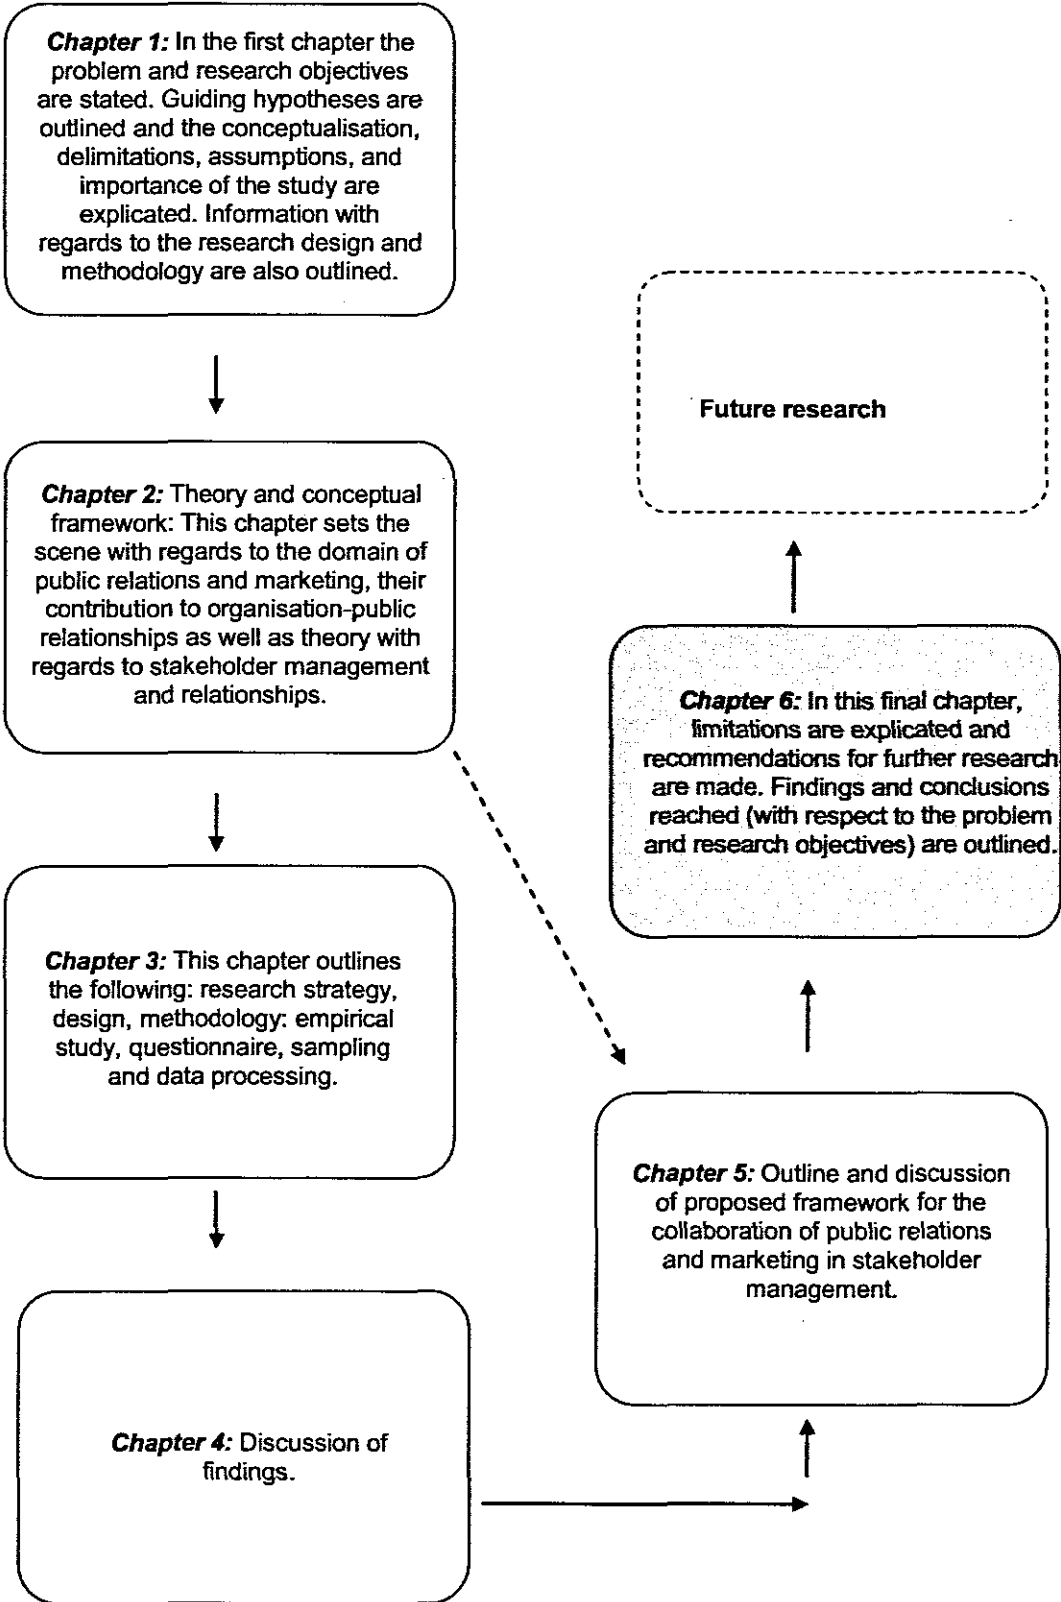 Chapter 1: In the first chapter the
problem and research objectives
are stated. Guiding hypotheses are
outlined and the conceptualisation,
delimitations, assumptions, and
importance of the study are
explicated. Information with
regards to the research design and
methodology are also outlined.
Chapter 2: Theory and conceptual
framework: This chapter sets the
scene with regards to the domain of
public relations and marketing, their
contribution to organisation-public
relationships as well as theory with
regards to stakeholder management
and relationships.
Chapter 3: This chapter outlines
the following: research strategy,
design, methodology: empirical
study, questionnaire, sampling
and data processing.
Chapter 4: Discussion of
findings.
Chapter 5: Outline and discussion
of proposed framework for the
collaboration of public relations
and marketing in stakeholder
management.
Chapter 6: In this final chapter,
limitations are explicated and
recommendations for further research
are made. Findings and conclusions
reached (with respect to the problem
and research objectives) are outlined.
Future research